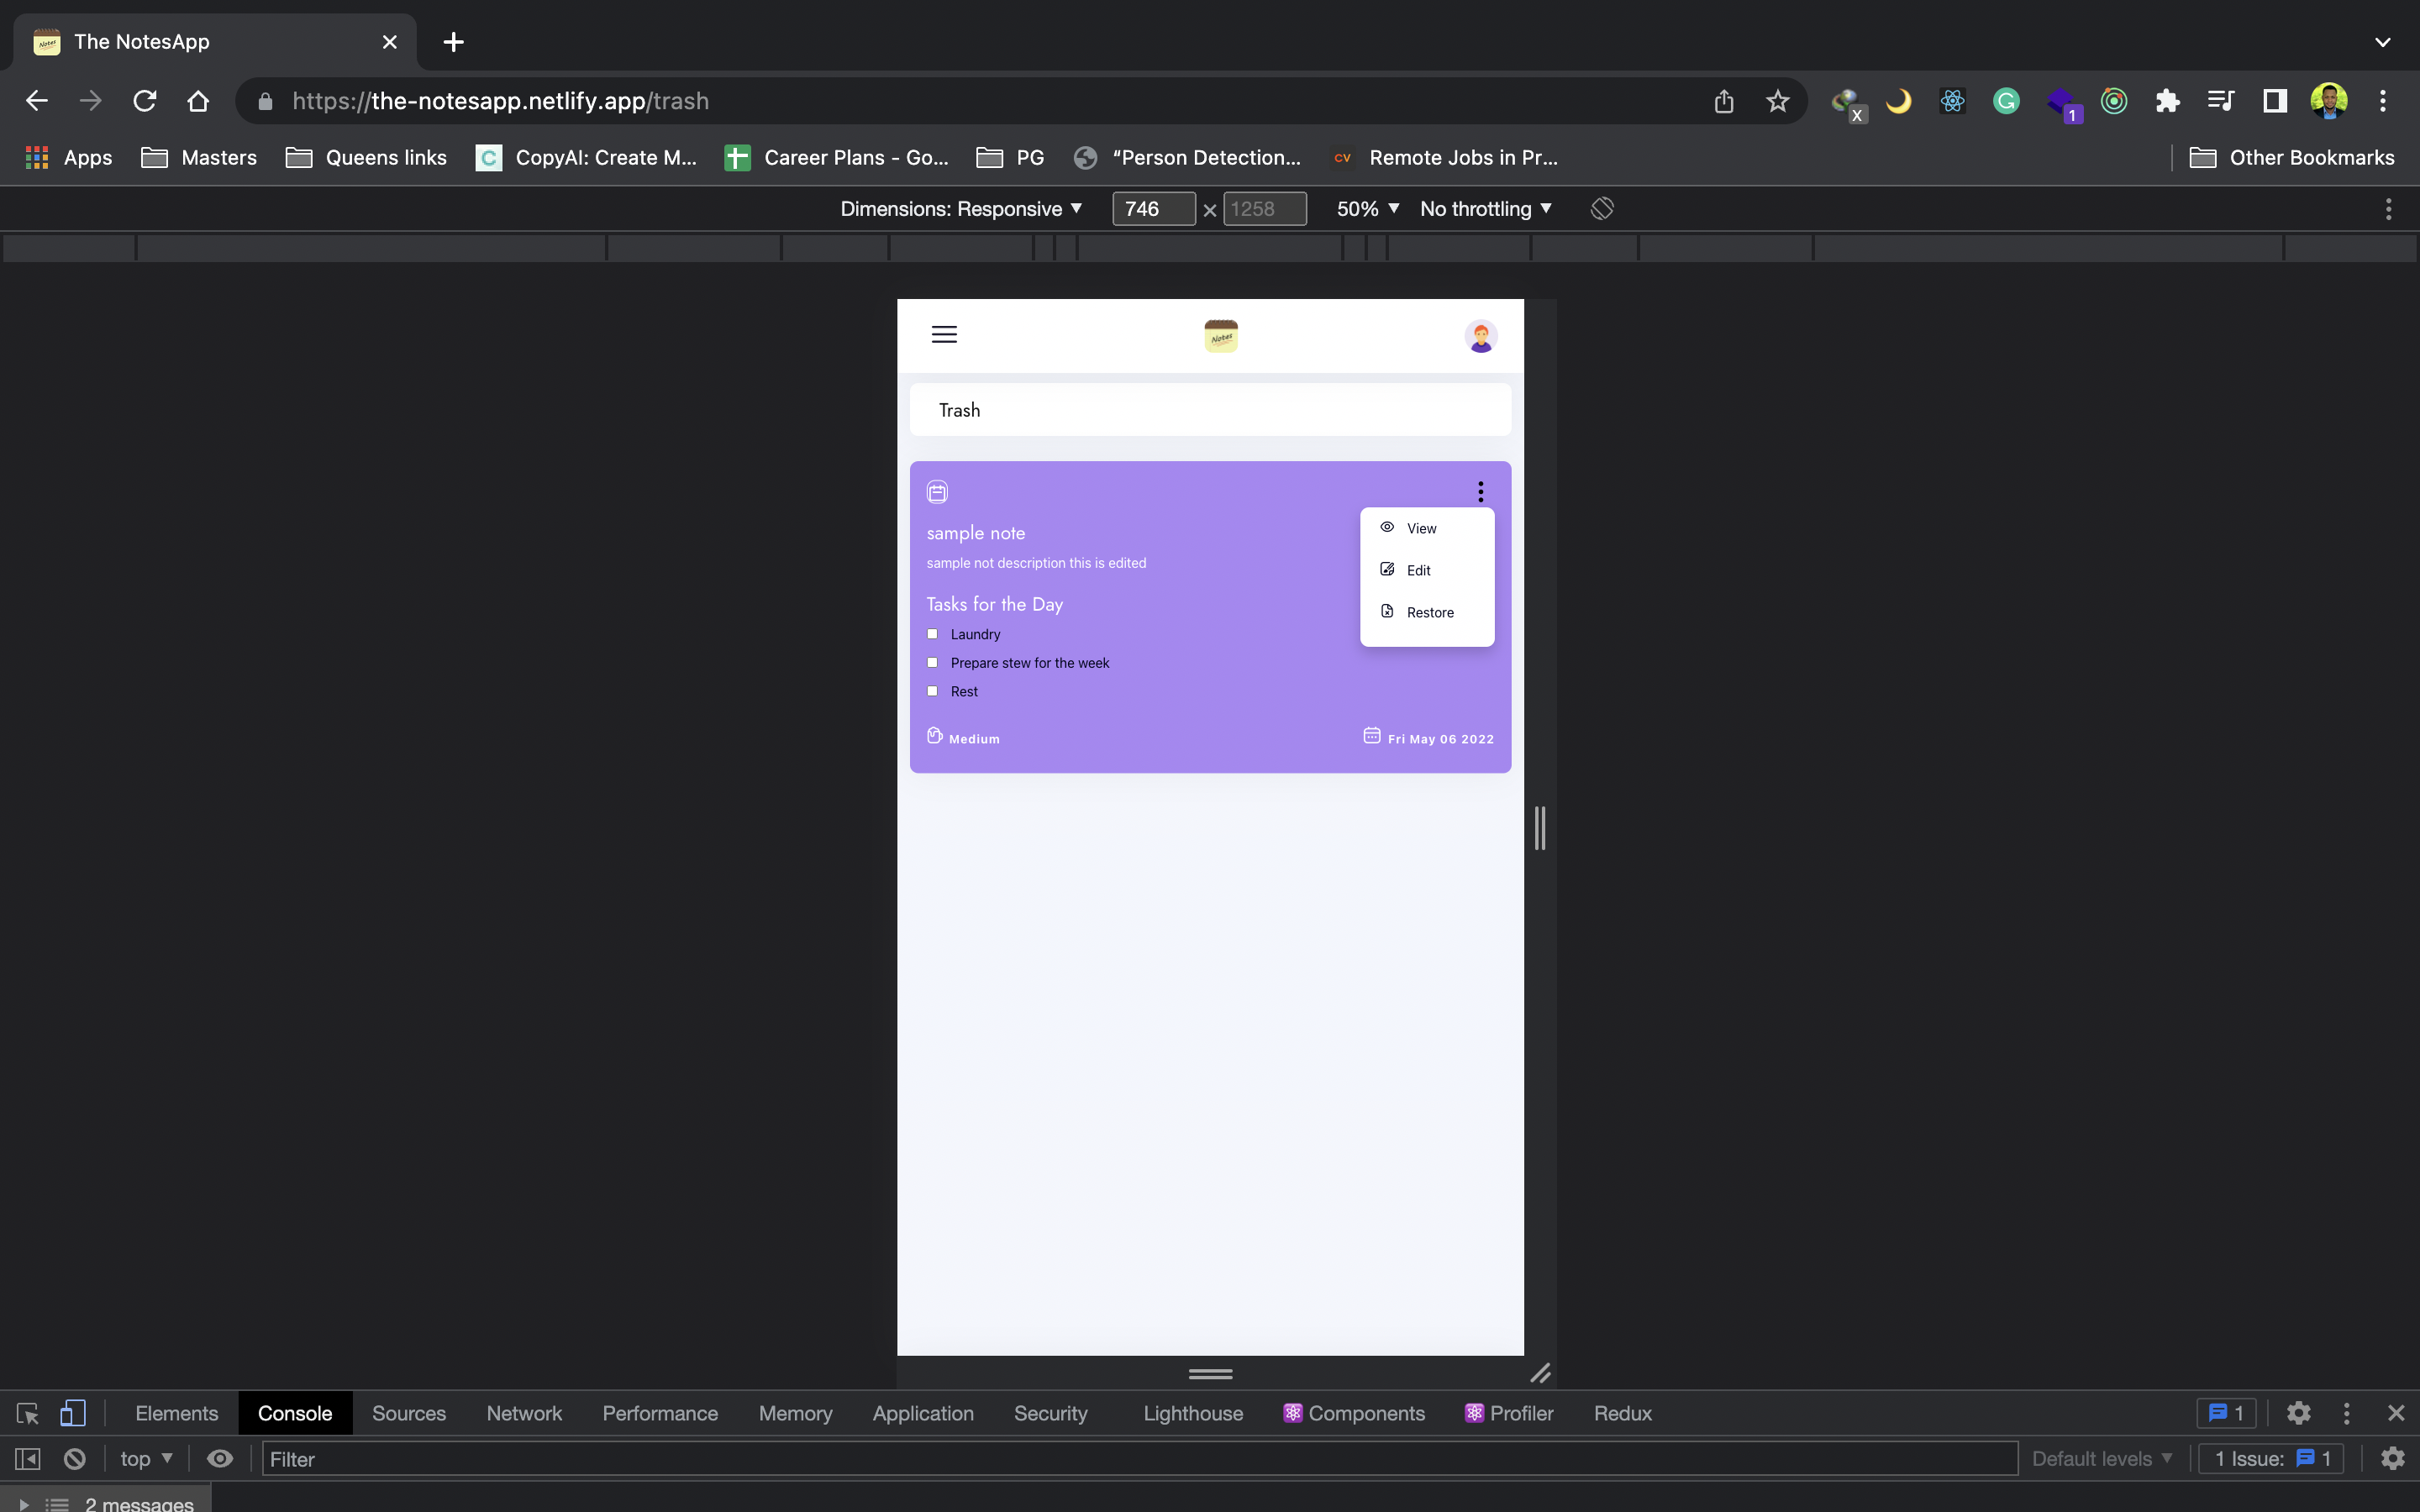 The NotesApp
https://the-notesapp.netlify.app/trash
X
1
Apps
Masters
Queens links
C
CopyAI: Create M...
Career Plans - Go...
PG
“Person Detection...
CV
Remote Jobs in Pr...
Other Bookmarks
Dimensions: Responsive
746
×
1258
50%
No throttling
Notes
Trash
sample note
sample not description this is edited
View
Edit
Restore
Tasks for the Day
Laundry
Prepare stew for the week
Rest
Medium
Fri May 06 2022
Elements
Console
Sources
Network
Performance
Memory
Application
Security
Lighthouse
Components
Profiler
Redux
1
top
Filter
Default levels
1 Issue:
1
2 messages